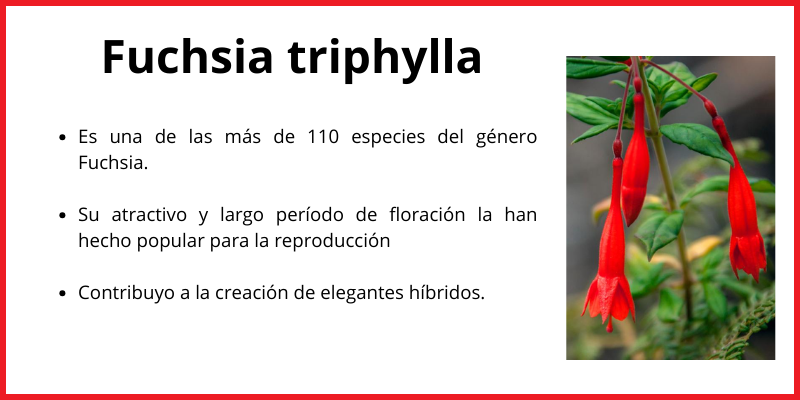 Fuchsia triphylla
• Es una de las más de 110 especies del género
Fuchsia.
• Su atractivo y largo período de floración la han
hecho popular para la reproducción
• Contribuyo a la creación de elegantes híbridos.